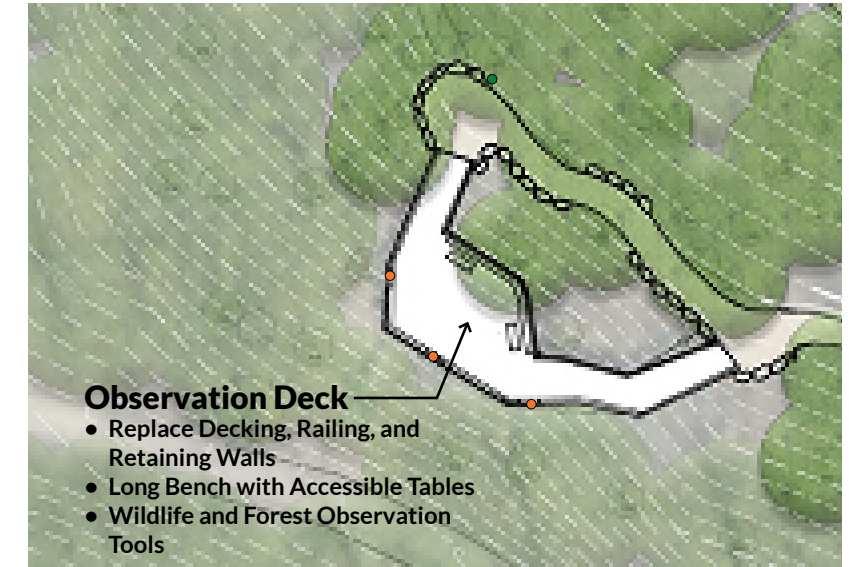 Observation Deck
● Replace Decking, Railing, and
Retaining Walls
● Long Bench with Accessible Tables
● Wildlife and Forest Observation
Tools